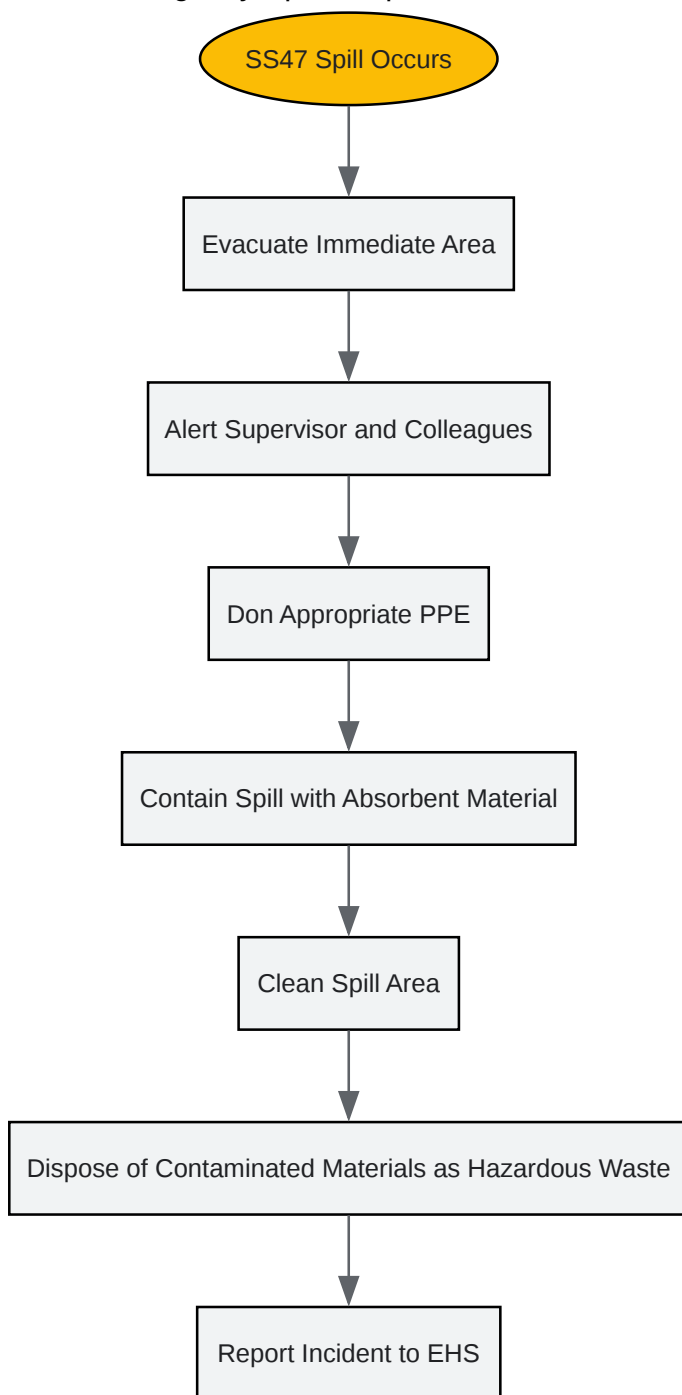 SS47 Spill Occurs
Evacuate Immediate Area
Alert Supervisor and Colleagues
Don Appropriate PPE
Contain Spill with Absorbent Material
Clean Spill Area
Dispose of Contaminated Materials as Hazardous Waste
Report Incident to EHS